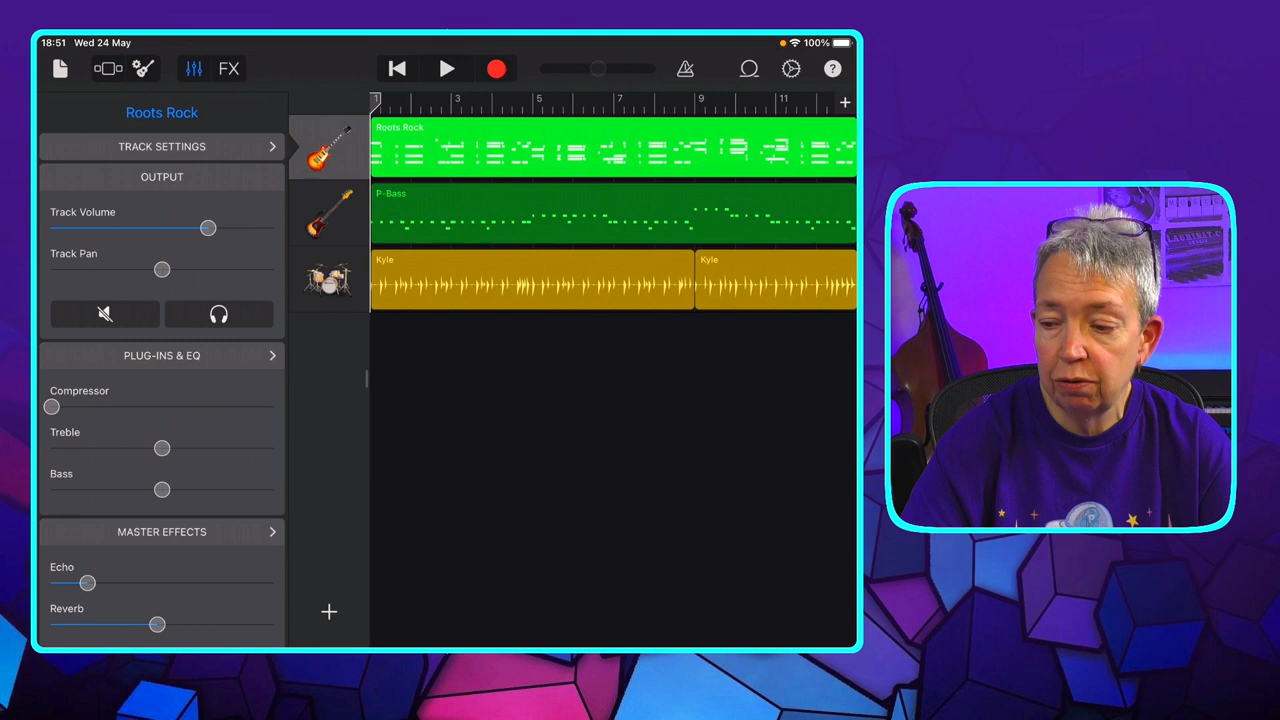 18:51 Wed 24 May
100%
FX
?
Roots Rock
1 3 5 7 9 11
+
TRACK SETTINGS
OUTPUT
Track Volume
Track Pan
PLUG-INS & EQ
Compressor
Treble
Bass
MASTER EFFECTS
Echo
Reverb
Roots Rock
P-Bass
Kyle
Kyle
+